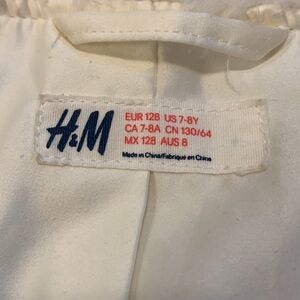 H&M
EUR 128 US 7-8Y
CA 7-8A CN 130/64
MX 128 AUS 8
Made in China/Fabriqué en Chine